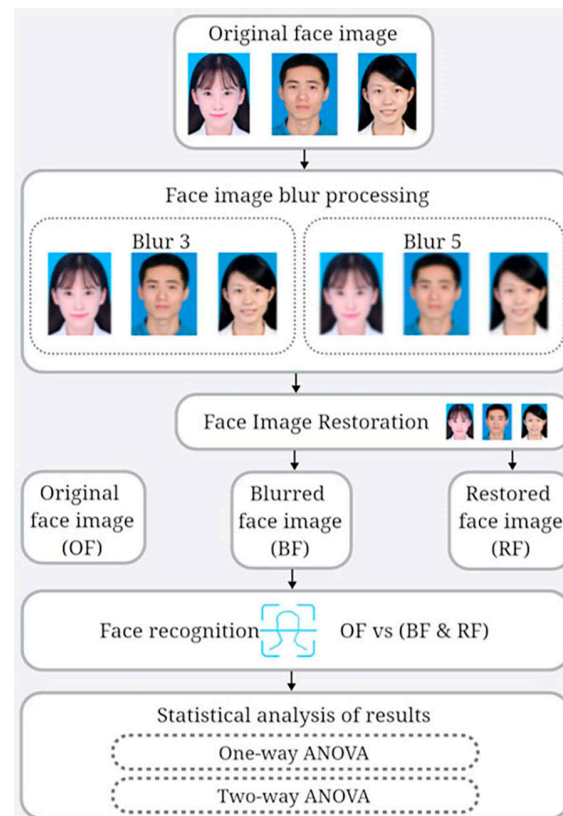 Original face image
Face image blur processing
Blur 3
Blur 5
Face Image Restoration
Original
face image
(OF)
Blurred
face image
(BF)
Restored
face image
(RF)
Face recognition
OF vs (BF & RF)
Statistical analysis of results
One-way ANOVA
Two-way ANOVA